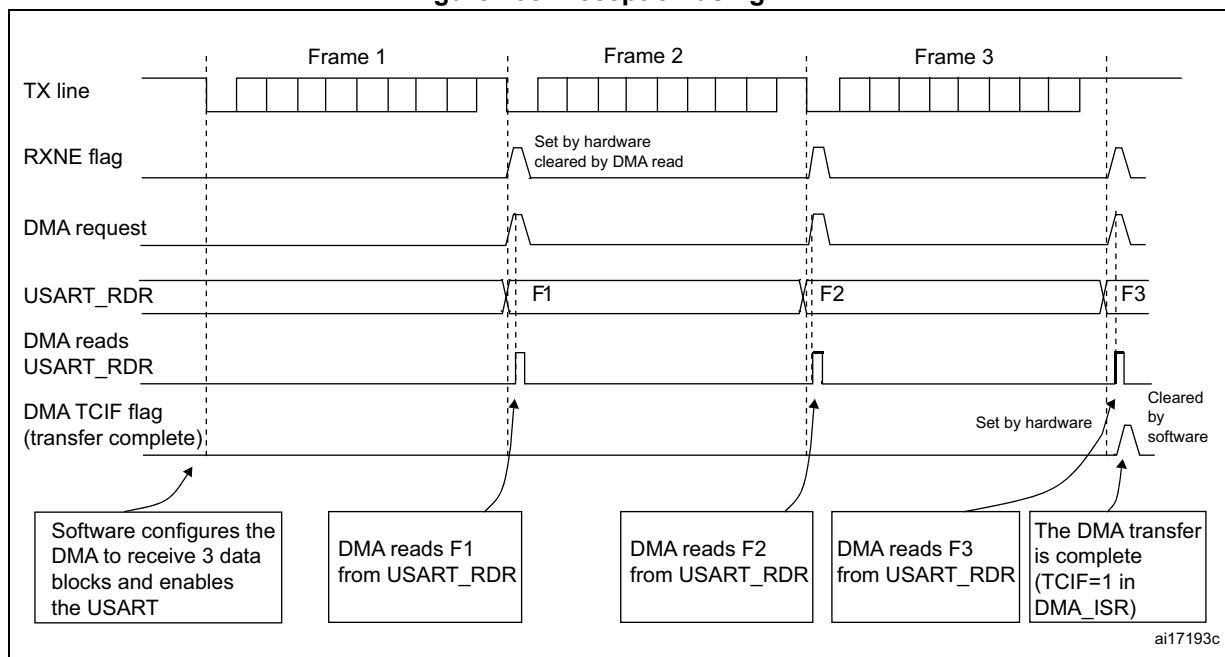 Frame 1
Frame 2
Frame 3
TX line
RXNE flag
Set by hardware
cleared by DMA read
DMA request
USART_RDR
F1
F2
F3
DMA reads
USART_RDR
DMA TCIF flag
(transfer complete)
Set by hardware
Cleared
by
software
Software configures the
DMA to receive 3 data
blocks and enables
the USART
DMA reads F1
from USART_RDR
DMA reads F2
from USART_RDR
DMA reads F3
from USART_RDR
The DMA transfer
is complete
(TCIF=1 in
DMA_ISR)
ai17193c